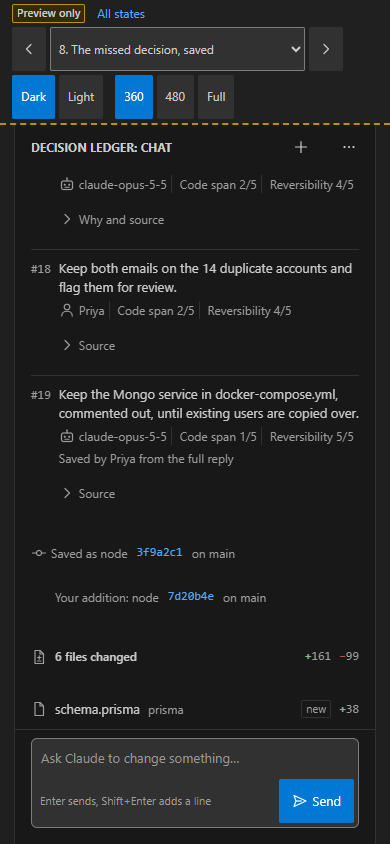 Preview only All states
8. The missed decision, saved
Dark Light 360 480 Full
DECISION LEDGER: CHAT
claude-opus-5-5 Code span 2/5 Reversibility 4/5
Why and source
#18 Keep both emails on the 14 duplicate accounts and
flag them for review.
Priya Code span 2/5 Reversibility 4/5
Source
#19 Keep the Mongo service in docker-compose.yml,
commented out, until existing users are copied over.
claude-opus-5-5 Code span 1/5 Reversibility 5/5
Saved by Priya from the full reply
Source
Saved as node 3f9a2c1 on main
Your addition: node 7d20b4e on main
6 files changed +161 −99
schema.prisma prisma new +38
Ask Claude to change something...
Enter sends, Shift+Enter adds a line Send